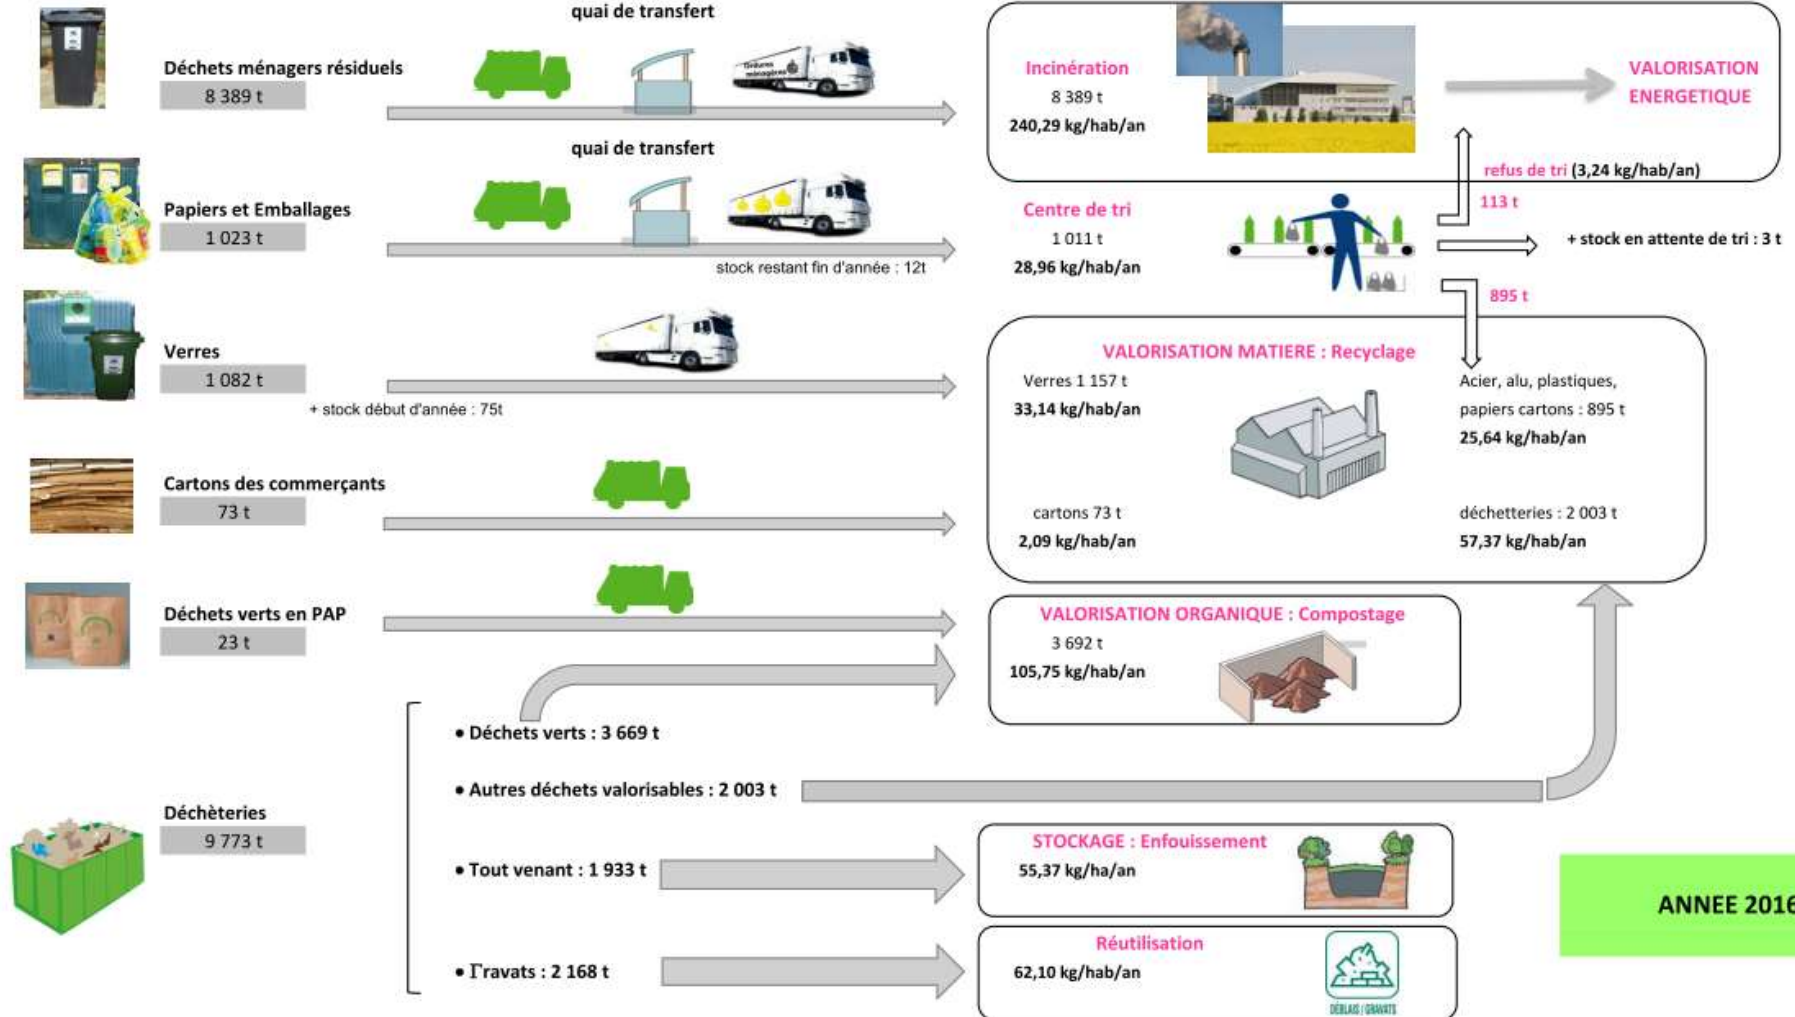 quai de transfert
Déchets ménagers résiduels
8 389 t
Ordures
ménagères
Incinération
8 389 t
240,29 kg/hab/an
VALORISATION
ENERGETIQUE
quai de transfert
refus de tri (3,24 kg/hab/an)
113 t
Papiers et Emballages
1 023 t
stock restant fin d'année : 12t
Centre de tri
1 011 t
28,96 kg/hab/an
+ stock en attente de tri : 3 t
895 t
Verres
1 082 t
+ stock début d'année : 75t
VALORISATION MATIERE : Recyclage
Verres 1 157 t
33,14 kg/hab/an
Acier, alu, plastiques,
papiers cartons : 895 t
25,64 kg/hab/an
Cartons des commerçants
73 t
cartons 73 t
2,09 kg/hab/an
déchetteries : 2 003 t
57,37 kg/hab/an
Déchets verts en PAP
23 t
VALORISATION ORGANIQUE : Compostage
3 692 t
105,75 kg/hab/an
Déchèteries
9 773 t
• Déchets verts : 3 669 t
• Autres déchets valorisables : 2 003 t
• Tout venant : 1 933 t
STOCKAGE : Enfouissement
55,37 kg/ha/an
• Γravats : 2 168 t
Réutilisation
62,10 kg/hab/an
DÉBLAIS / GRAVATS
ANNEE 2016